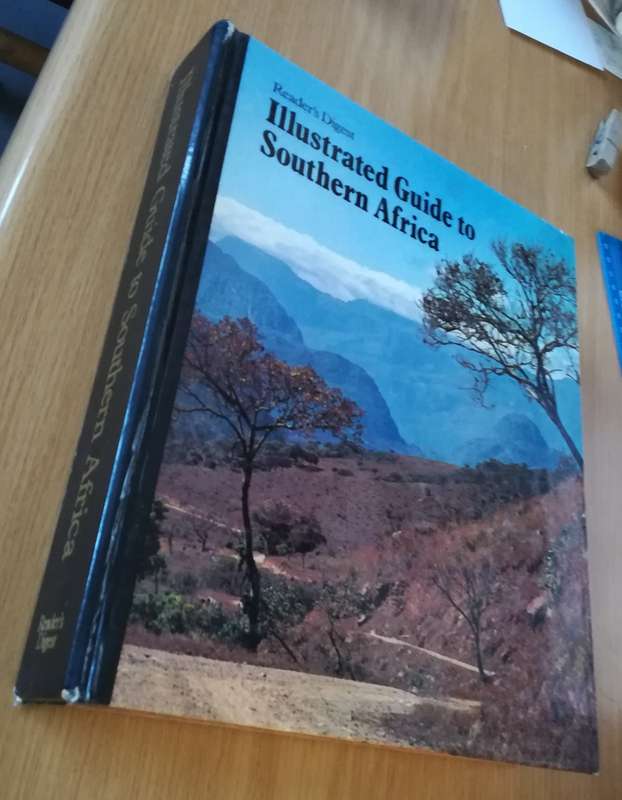 Reader's Digest
Illustrated Guide to
Southern Africa
Illustrated Guide to Southern Africa
Reader's
Digest